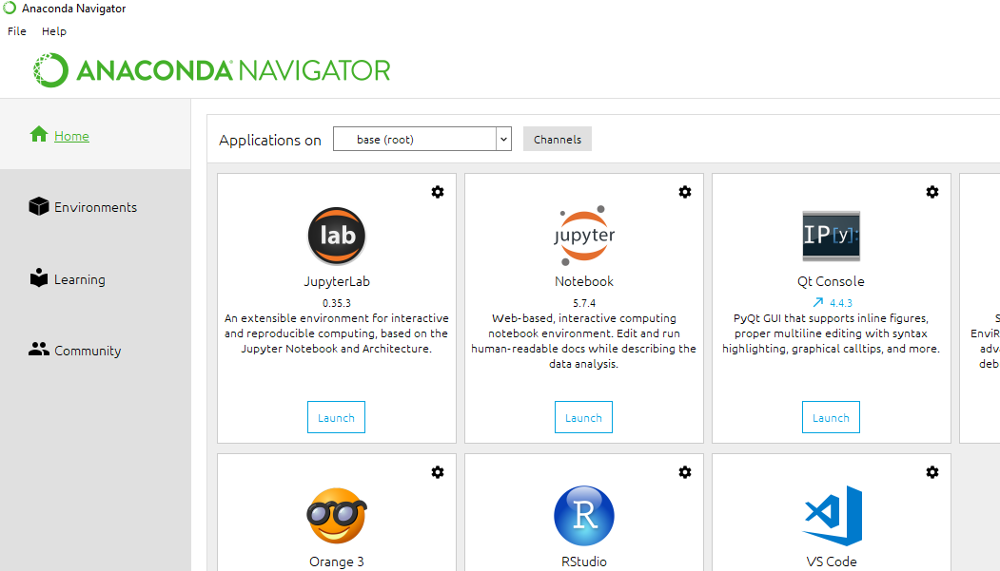 Anaconda Navigator
File Help
ANACONDA NAVIGATOR
Home
Environments
Learning
Community
Applications on base (root) Channels
lab
JupyterLab
0.35.3
An extensible environment for interactive
and reproducible computing, based on the
Jupyter Notebook and Architecture.
Launch
jupyter
Notebook
5.7.4
Web-based, interactive computing
notebook environment. Edit and run
human-readable docs while describing the
data analysis.
Launch
IP[y]:
Qt Console
4.4.3
PyQt GUI that supports inline figures,
proper multiline editing with syntax
highlighting, graphical calltips, and more.
Launch
Orange 3
R
RStudio
VS Code